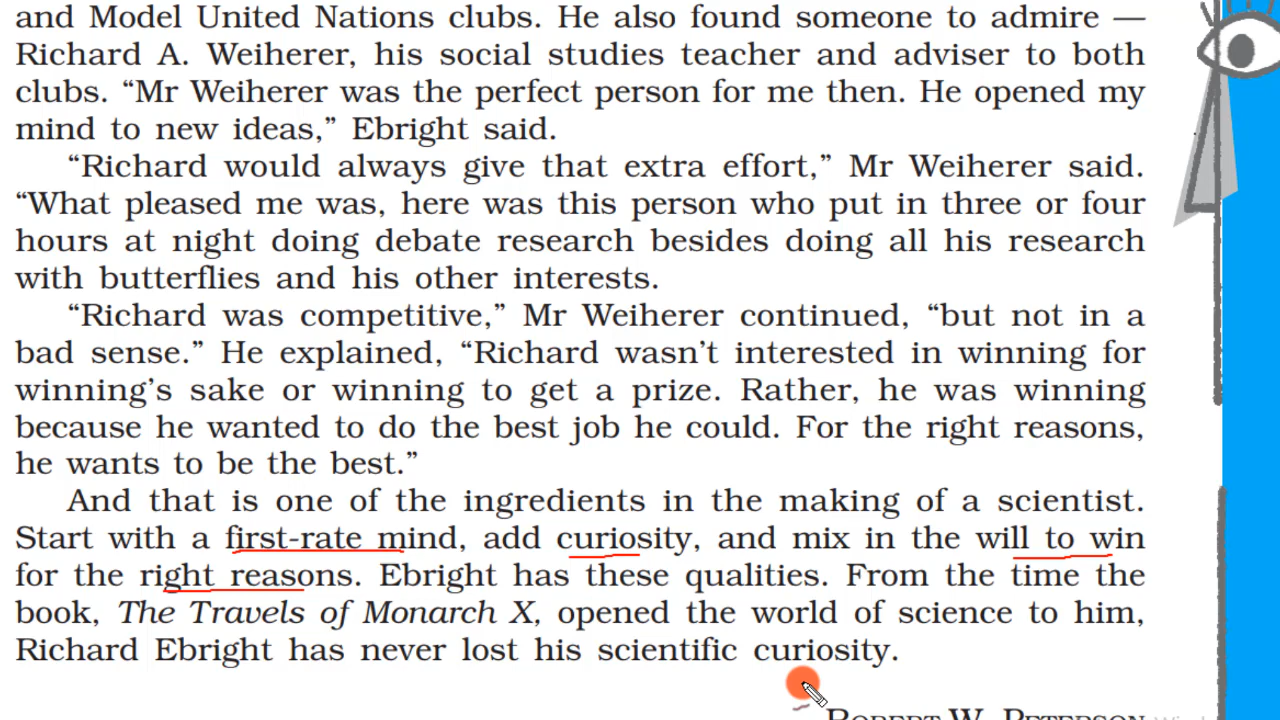 and Model United Nations clubs. He also found someone to admire —
Richard A. Weiherer, his social studies teacher and adviser to both
clubs. “Mr Weiherer was the perfect person for me then. He opened my
mind to new ideas,” Ebright said.
“Richard would always give that extra effort,” Mr Weiherer said.
“What pleased me was, here was this person who put in three or four
hours at night doing debate research besides doing all his research
with butterflies and his other interests.
“Richard was competitive,” Mr Weiherer continued, “but not in a
bad sense.” He explained, “Richard wasn’t interested in winning for
winning’s sake or winning to get a prize. Rather, he was winning
because he wanted to do the best job he could. For the right reasons,
he wants to be the best.”
And that is one of the ingredients in the making of a scientist.
Start with a first-rate mind, add curiosity, and mix in the will to win
for the right reasons. Ebright has these qualities. From the time the
book, The Travels of Monarch X, opened the world of science to him,
Richard Ebright has never lost his scientific curiosity.
ROBERT W. PETERSON